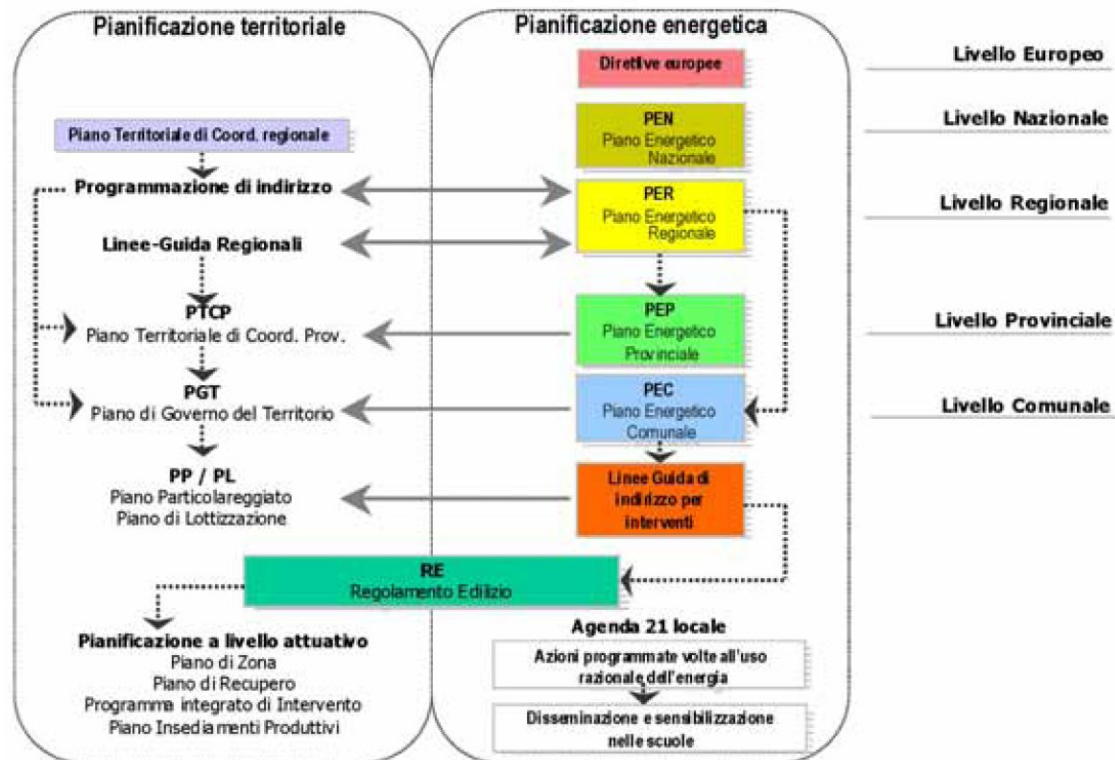 Pianificazione territoriale
Piano Territoriale di Coord. regionale
Programmazione di indirizzo
Linee-Guida Regionali
PTCP
Piano Territoriale di Coord. Prov.
PGT
Piano di Governo del Territorio
PP / PL
Piano Particolareggiato
Piano di Lottizzazione
Pianificazione energetica
Direttive europee
PEN
Piano Energetico
Nazionale
PER
Piano Energetico
Regionale
PEP
Piano Energetico
Provinciale
PEC
Piano Energetico
Comunale
Linee Guida di
indirizzo per
interventi
RE
Regolamento Edilizio
Pianificazione a livello attuativo
Piano di Zona
Piano di Recupero
Programma integrato di Intervento
Piano Insediamenti Produttivi
Agenda 21 locale
Azioni programmate volte all'uso
razionale dell'energia
Disseminazione e sensibilizzazione
nelle scuole
Livello Europeo
Livello Nazionale
Livello Regionale
Livello Provinciale
Livello Comunale